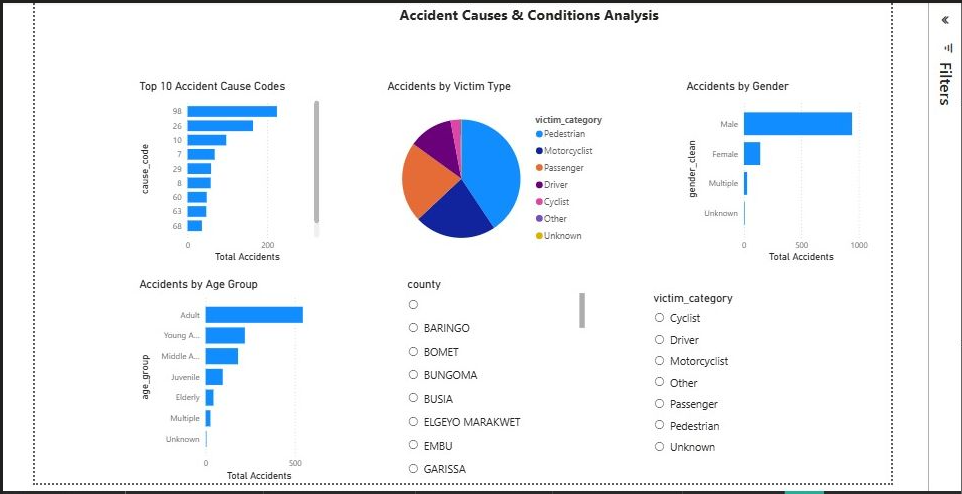 Accident Causes & Conditions Analysis
Top 10 Accident Cause Codes
cause_code
98
26
10
7
29
8
60
63
68
0 200
Total Accidents
Accidents by Victim Type
victim_category
Pedestrian
Motorcyclist
Passenger
Driver
Cyclist
Other
Unknown
Accidents by Gender
gender_clean
Male
Female
Multiple
Unknown
0 500 1000
Total Accidents
Accidents by Age Group
age_group
Adult
Young A...
Middle A...
Juvenile
Elderly
Multiple
Unknown
0 500
Total Accidents
county
BARINGO
BOMET
BUNGOMA
BUSIA
ELGEYO MARAKWET
EMBU
GARISSA
victim_category
Cyclist
Driver
Motorcyclist
Other
Passenger
Pedestrian
Unknown
Filters